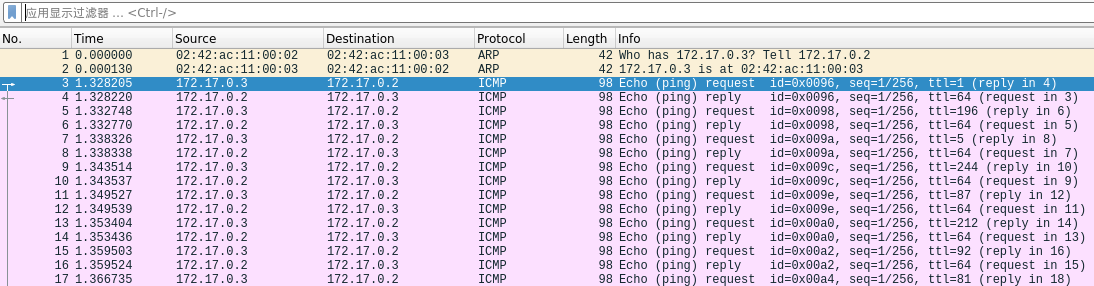 应用显示过滤器 … <Ctrl-/>
No. Time Source Destination Protocol Length Info
1 0.000000 02:42:ac:11:00:02 02:42:ac:11:00:03 ARP 42 Who has 172.17.0.3? Tell 172.17.0.2
2 0.000130 02:42:ac:11:00:03 02:42:ac:11:00:02 ARP 42 172.17.0.3 is at 02:42:ac:11:00:03
3 1.328205 172.17.0.3 172.17.0.2 ICMP 98 Echo (ping) request id=0x0096, seq=1/256, ttl=1 (reply in 4)
4 1.328220 172.17.0.2 172.17.0.3 ICMP 98 Echo (ping) reply id=0x0096, seq=1/256, ttl=64 (request in 3)
5 1.332748 172.17.0.3 172.17.0.2 ICMP 98 Echo (ping) request id=0x0098, seq=1/256, ttl=196 (reply in 6)
6 1.332770 172.17.0.2 172.17.0.3 ICMP 98 Echo (ping) reply id=0x0098, seq=1/256, ttl=64 (request in 5)
7 1.338326 172.17.0.3 172.17.0.2 ICMP 98 Echo (ping) request id=0x009a, seq=1/256, ttl=5 (reply in 8)
8 1.338338 172.17.0.2 172.17.0.3 ICMP 98 Echo (ping) reply id=0x009a, seq=1/256, ttl=64 (request in 7)
9 1.343514 172.17.0.3 172.17.0.2 ICMP 98 Echo (ping) request id=0x009c, seq=1/256, ttl=244 (reply in 10)
10 1.343537 172.17.0.2 172.17.0.3 ICMP 98 Echo (ping) reply id=0x009c, seq=1/256, ttl=64 (request in 9)
11 1.349527 172.17.0.3 172.17.0.2 ICMP 98 Echo (ping) request id=0x009e, seq=1/256, ttl=87 (reply in 12)
12 1.349539 172.17.0.2 172.17.0.3 ICMP 98 Echo (ping) reply id=0x009e, seq=1/256, ttl=64 (request in 11)
13 1.353404 172.17.0.3 172.17.0.2 ICMP 98 Echo (ping) request id=0x00a0, seq=1/256, ttl=212 (reply in 14)
14 1.353436 172.17.0.2 172.17.0.3 ICMP 98 Echo (ping) reply id=0x00a0, seq=1/256, ttl=64 (request in 13)
15 1.359503 172.17.0.3 172.17.0.2 ICMP 98 Echo (ping) request id=0x00a2, seq=1/256, ttl=92 (reply in 16)
16 1.359524 172.17.0.2 172.17.0.3 ICMP 98 Echo (ping) reply id=0x00a2, seq=1/256, ttl=64 (request in 15)
17 1.366735 172.17.0.3 172.17.0.2 ICMP 98 Echo (ping) request id=0x00a4, seq=1/256, ttl=81 (reply in 18)